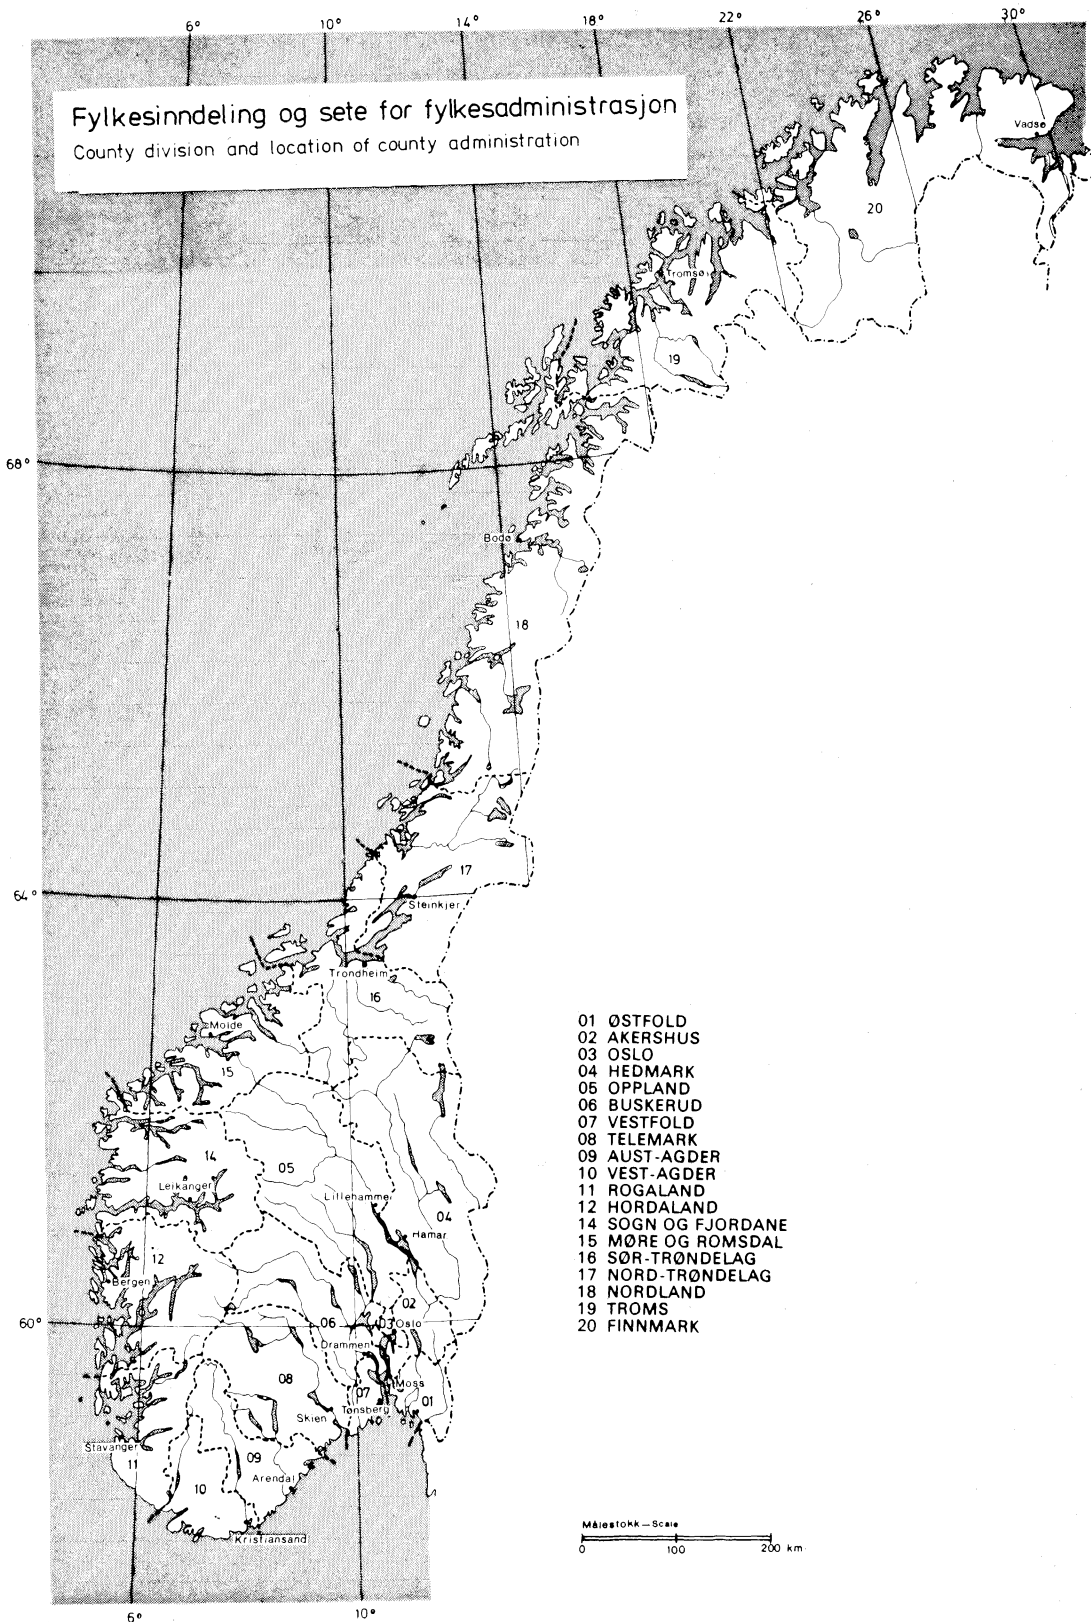 6° 10° 14° 18° 22° 26° 30°
Fylkesinndeling og sete for fylkesadministrasjon
County division and location of county administration
Vadsø
20
Tromsø
19
68°
Bodø
18
17
64°
Steinkjer
Trondheim
16
Molde
15
14
05
Leikanger
Lillehamme
04
Hamar
12
Bergen
02
60°
06
03 Oslo
Drammen
08
Moss
07
01
Tønsberg
Skien
Stavanger
11
09
Arendal
10
Kristiansand
6° 10°
01 ØSTFOLD
02 AKERSHUS
03 OSLO
04 HEDMARK
05 OPPLAND
06 BUSKERUD
07 VESTFOLD
08 TELEMARK
09 AUST-AGDER
10 VEST-AGDER
11 ROGALAND
12 HORDALAND
14 SOGN OG FJORDANE
15 MØRE OG ROMSDAL
16 SØR-TRØNDELAG
17 NORD-TRØNDELAG
18 NORDLAND
19 TROMS
20 FINNMARK
Målestokk—Scale
0 100 200 km